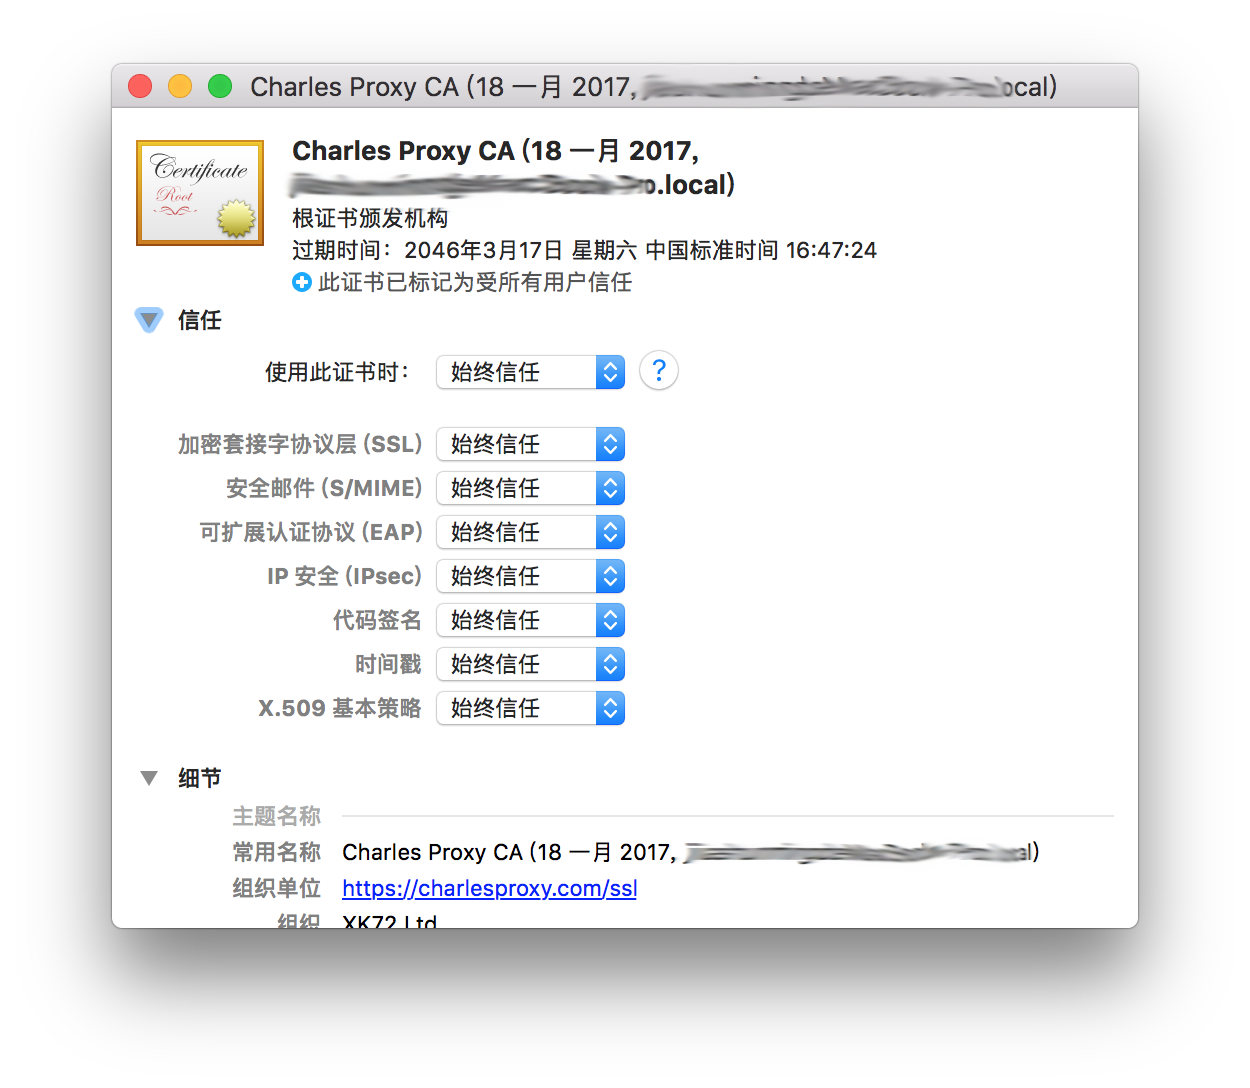 Charles Proxy CA (18 一月 2017, ocal)
Certificate
Root
Charles Proxy CA (18 一月 2017,
.local)
根证书颁发机构
过期时间：2046年3月17日 星期六 中国标准时间 16:47:24
此证书已标记为受所有用户信任
信任
使用此证书时： 始终信任 ?
加密套接字协议层 (SSL) 始终信任
安全邮件 (S/MIME) 始终信任
可扩展认证协议 (EAP) 始终信任
IP 安全 (IPsec) 始终信任
代码签名 始终信任
时间戳 始终信任
X.509 基本策略 始终信任
细节
主题名称
常用名称 Charles Proxy CA (18 一月 2017, al)
组织单位 https://charlesproxy.com/ssl
组织 XK72 Ltd